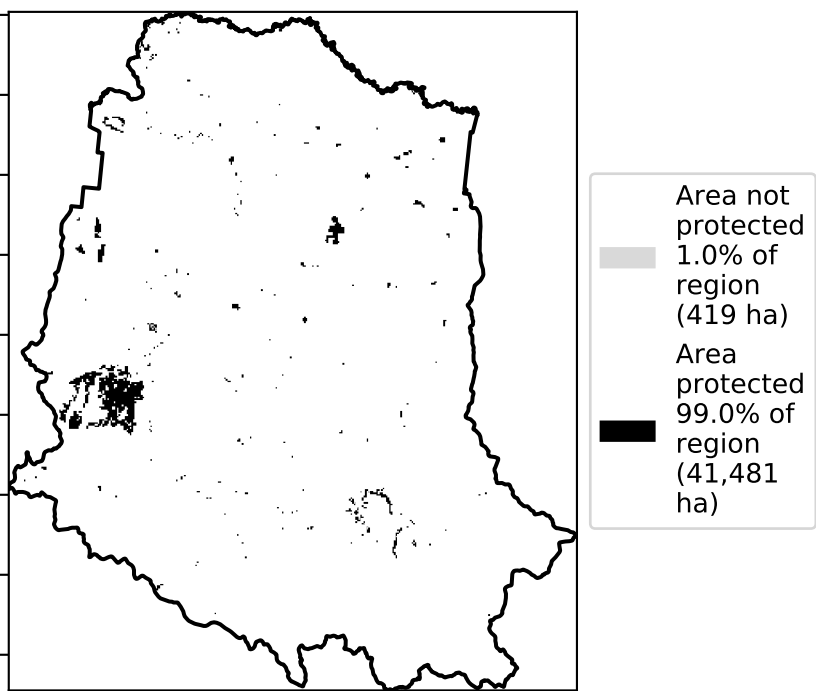 Area not
protected
1.0% of
region
(419 ha)
Area
protected
99.0% of
region
(41,481
ha)